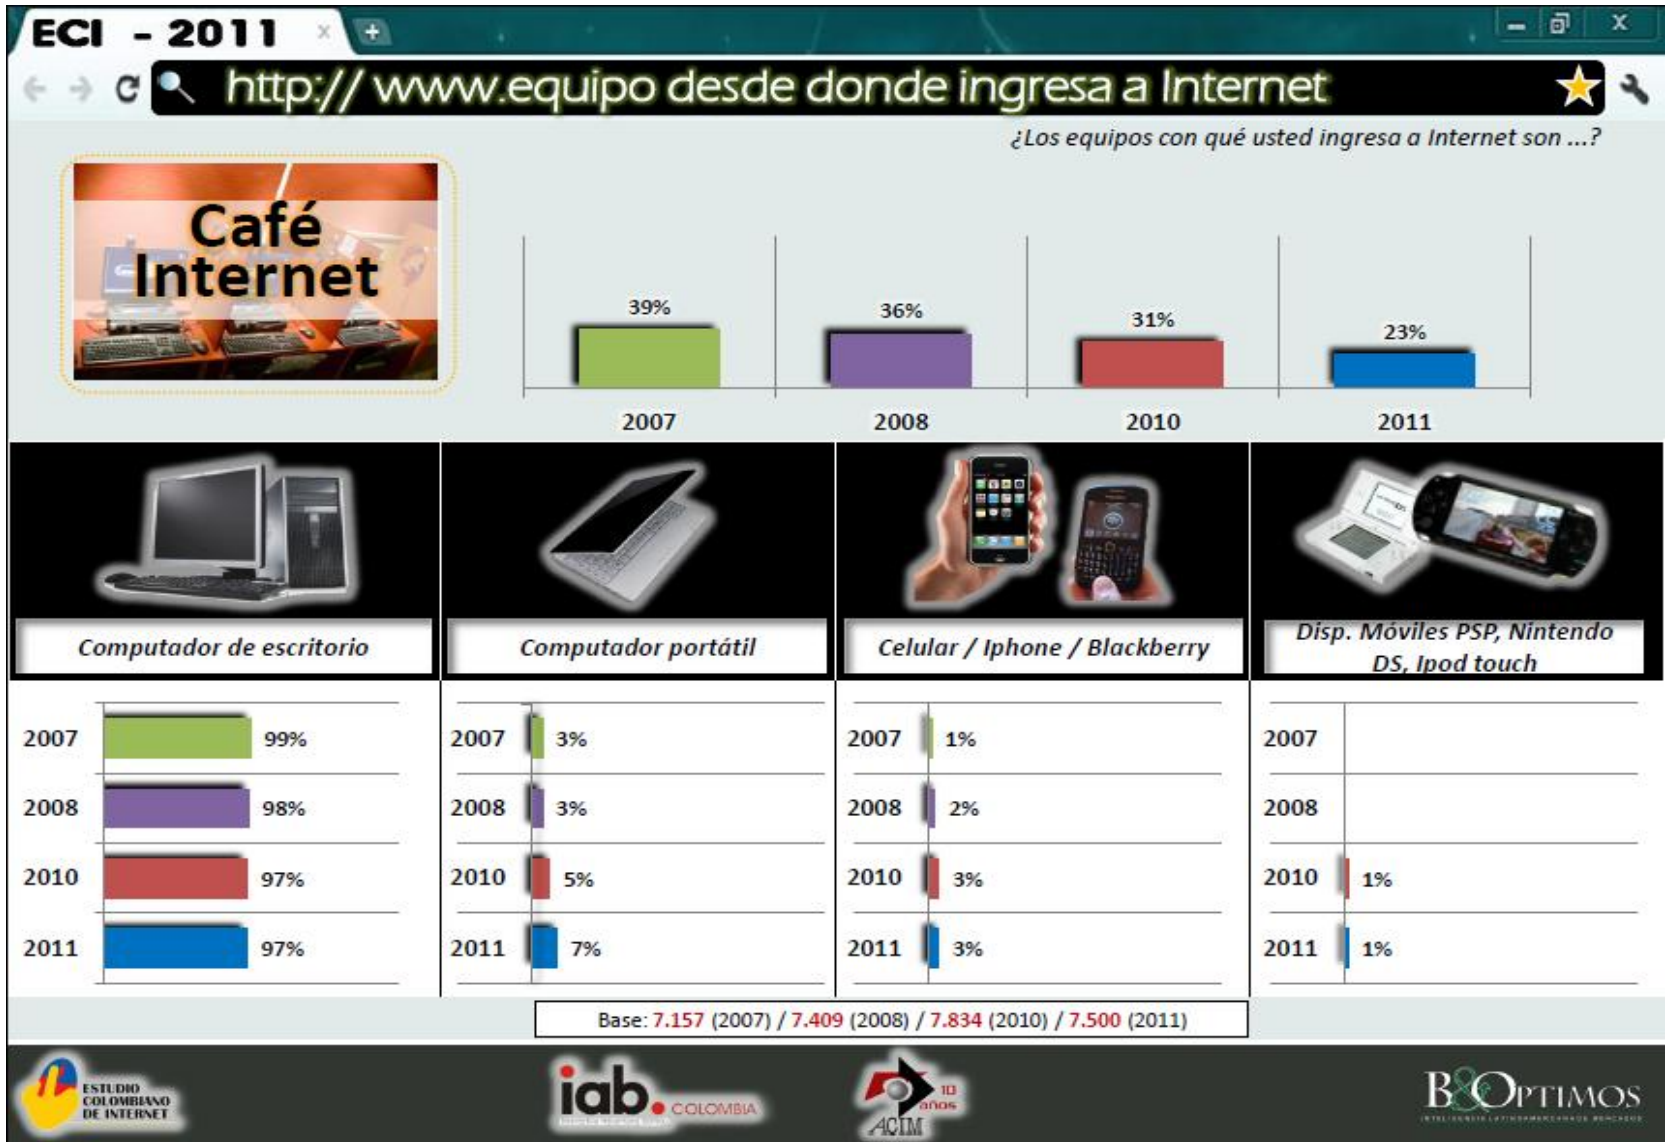 ECI - 2011
http:// www.equipo desde donde ingresa a Internet
¿Los equipos con qué usted ingresa a Internet son ...?
Café
Internet
39%
36%
31%
23%
2007
2008
2010
2011
Computador de escritorio
Computador portátil
Celular / Iphone / Blackberry
Disp. Móviles PSP, Nintendo
DS, Ipod touch
2007 99%
2008 98%
2010 97%
2011 97%
2007 3%
2008 3%
2010 5%
2011 7%
2007 1%
2008 2%
2010 3%
2011 3%
2007
2008
2010 1%
2011 1%
Base: 7.157 (2007) / 7.409 (2008) / 7.834 (2010) / 7.500 (2011)
ESTUDIO
COLOMBIANO
DE INTERNET
iab. COLOMBIA
10
años
ACIM
B&OPTIMOS
INTELIGENCIA LATINOAMERICANA DE MERCADOS